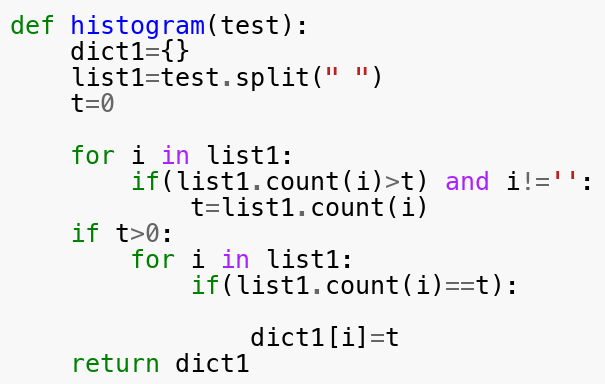 def histogram(test):
    dict1={}
    list1=test.split(" ")
    t=0

    for i in list1:
        if(list1.count(i)>t) and i!='':
            t=list1.count(i)
    if t>0:
        for i in list1:
            if(list1.count(i)==t):

                dict1[i]=t
    return dict1